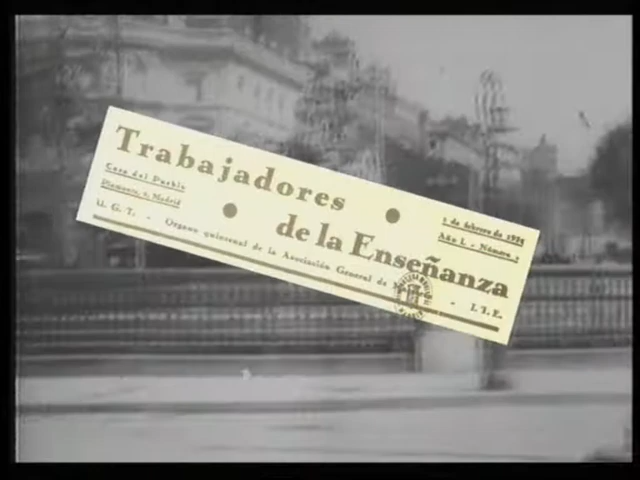 Trabajadores
de la Enseñanza
Casa del Pueblo
Piamonte, 2, Madrid
1 de febrero de
Año I. - Número
U. G. T. - Organo quincenal de la Asociación General de - I. I. E.